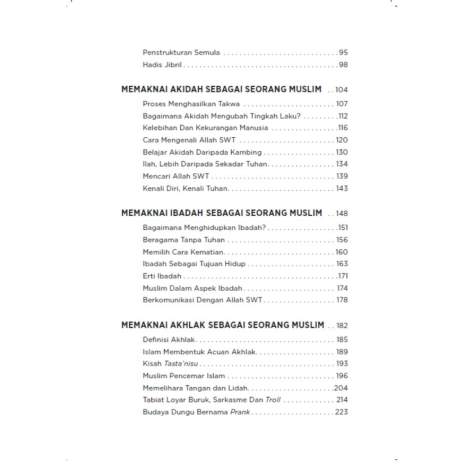 Penstrukturan Semula . . . . . . . . . . . . . . . . . . . . . . . . . . . . 95
Hadis Jibril . . . . . . . . . . . . . . . . . . . . . . . . . . . . . . . . . . . . . . 98
MEMAKNAI AKIDAH SEBAGAI SEORANG MUSLIM . . 104
Proses Menghasilkan Takwa . . . . . . . . . . . . . . . . . . . . . . . 107
Bagaimana Akidah Mengubah Tingkah Laku? . . . . . . . . . 112
Kelebihan Dan Kekurangan Manusia . . . . . . . . . . . . . . . . . 116
Cara Mengenali Allah SWT . . . . . . . . . . . . . . . . . . . . . . . . 120
Belajar Akidah Daripada Kambing . . . . . . . . . . . . . . . . . . 130
Ilah, Lebih Daripada Sekadar Tuhan. . . . . . . . . . . . . . . . . 134
Mencari Allah SWT . . . . . . . . . . . . . . . . . . . . . . . . . . . . . . . 139
Kenali Diri, Kenali Tuhan. . . . . . . . . . . . . . . . . . . . . . . . . . 143
MEMAKNAI IBADAH SEBAGAI SEORANG MUSLIM . . 148
Bagaimana Menghidupkan Ibadah? . . . . . . . . . . . . . . . . . . 151
Beragama Tanpa Tuhan . . . . . . . . . . . . . . . . . . . . . . . . . . . 156
Memilih Cara Kematian. . . . . . . . . . . . . . . . . . . . . . . . . . . . 160
Ibadah Sebagai Tujuan Hidup . . . . . . . . . . . . . . . . . . . . . . 163
Erti Ibadah . . . . . . . . . . . . . . . . . . . . . . . . . . . . . . . . . . . . . . 171
Muslim Dalam Aspek Ibadah . . . . . . . . . . . . . . . . . . . . . . . 174
Berkomunikasi Dengan Allah SWT . . . . . . . . . . . . . . . . . . 178
MEMAKNAI AKHLAK SEBAGAI SEORANG MUSLIM . . 182
Definisi Akhlak . . . . . . . . . . . . . . . . . . . . . . . . . . . . . . . . . . . 185
Islam Membentuk Acuan Akhlak. . . . . . . . . . . . . . . . . . . . 189
Kisah Tasta'nisu . . . . . . . . . . . . . . . . . . . . . . . . . . . . . . . . . . 193
Muslim Pencemar Islam . . . . . . . . . . . . . . . . . . . . . . . . . . . 196
Memelihara Tangan dan Lidah. . . . . . . . . . . . . . . . . . . . . . 204
Tabiat Loyar Buruk, Sarkasme Dan Troll . . . . . . . . . . . . . 214
Budaya Dungu Bernama Prank . . . . . . . . . . . . . . . . . . . . . 223